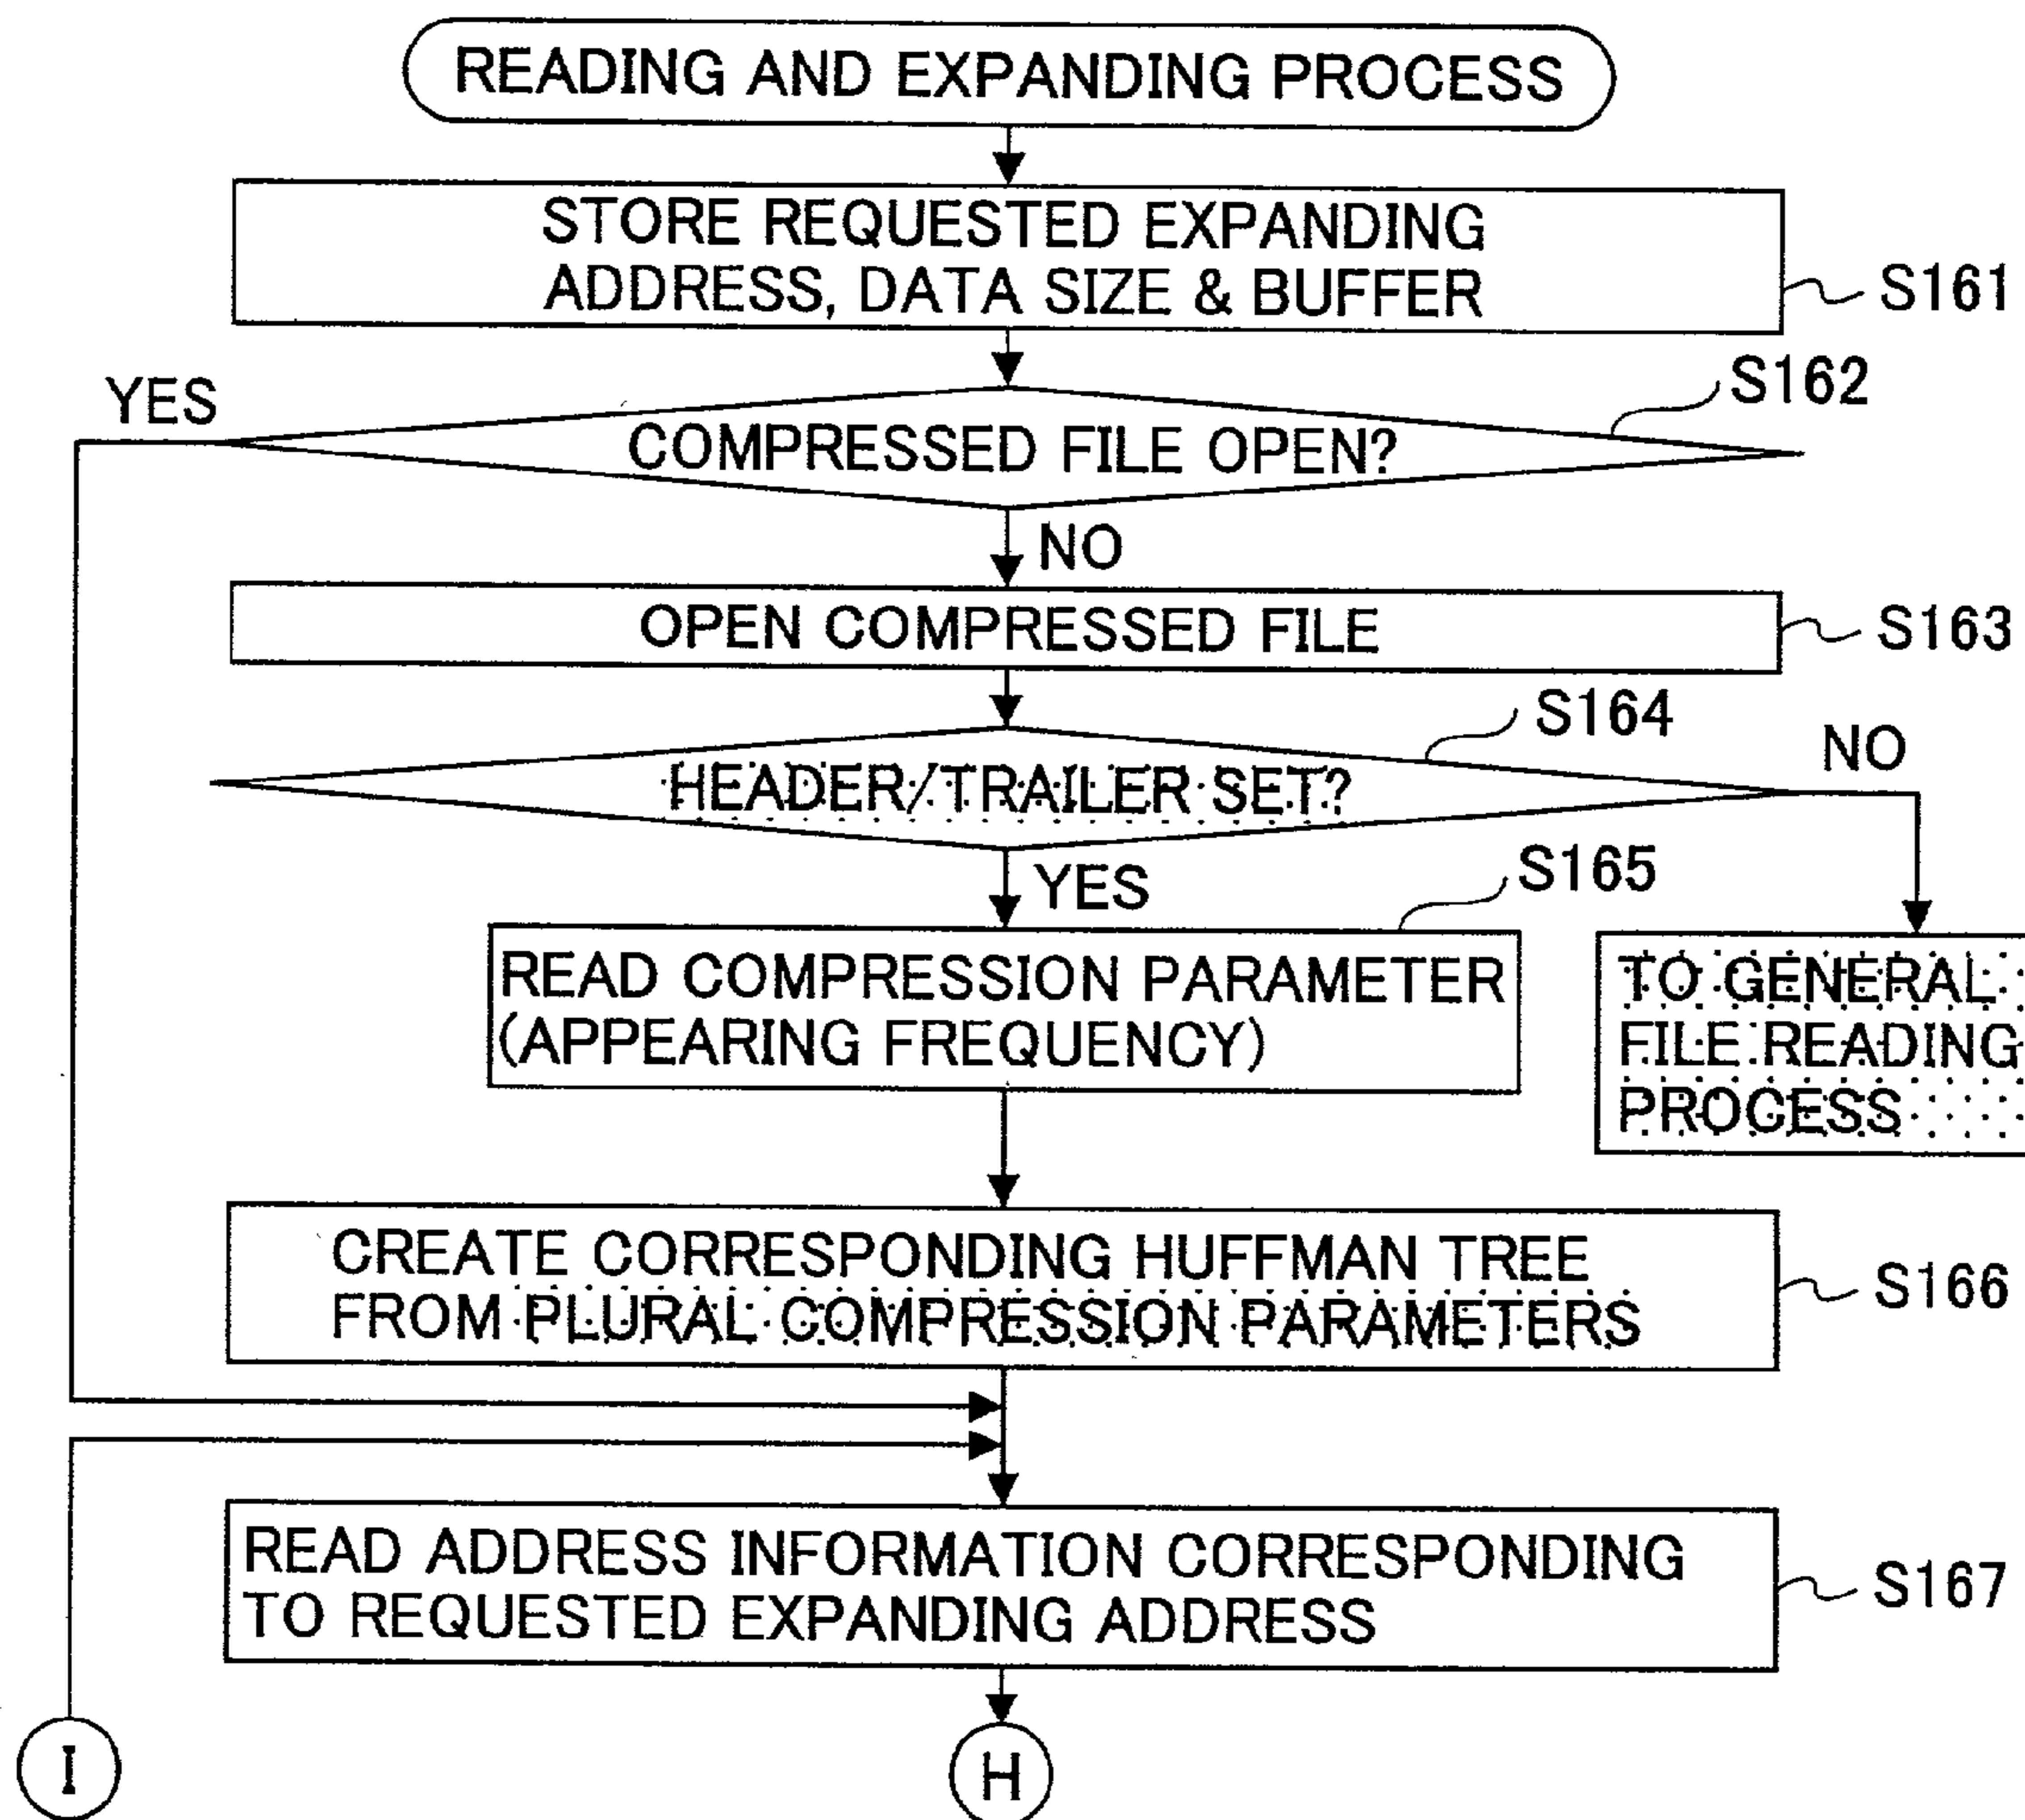 READING AND EXPANDING PROCESS
STORE REQUESTED EXPANDING
ADDRESS, DATA SIZE & BUFFER
S161
S162
YES
COMPRESSED FILE OPEN?
NO
OPEN COMPRESSED FILE
S163
S164
NO
HEADER/TRAILER SET?
YES
S165
READ COMPRESSION PARAMETER
(APPEARING FREQUENCY)
TO GENERAL
FILE READING
PROCESS
CREATE CORRESPONDING HUFFMAN TREE
FROM PLURAL COMPRESSION PARAMETERS
S166
READ ADDRESS INFORMATION CORRESPONDING
TO REQUESTED EXPANDING ADDRESS
S167
I
H